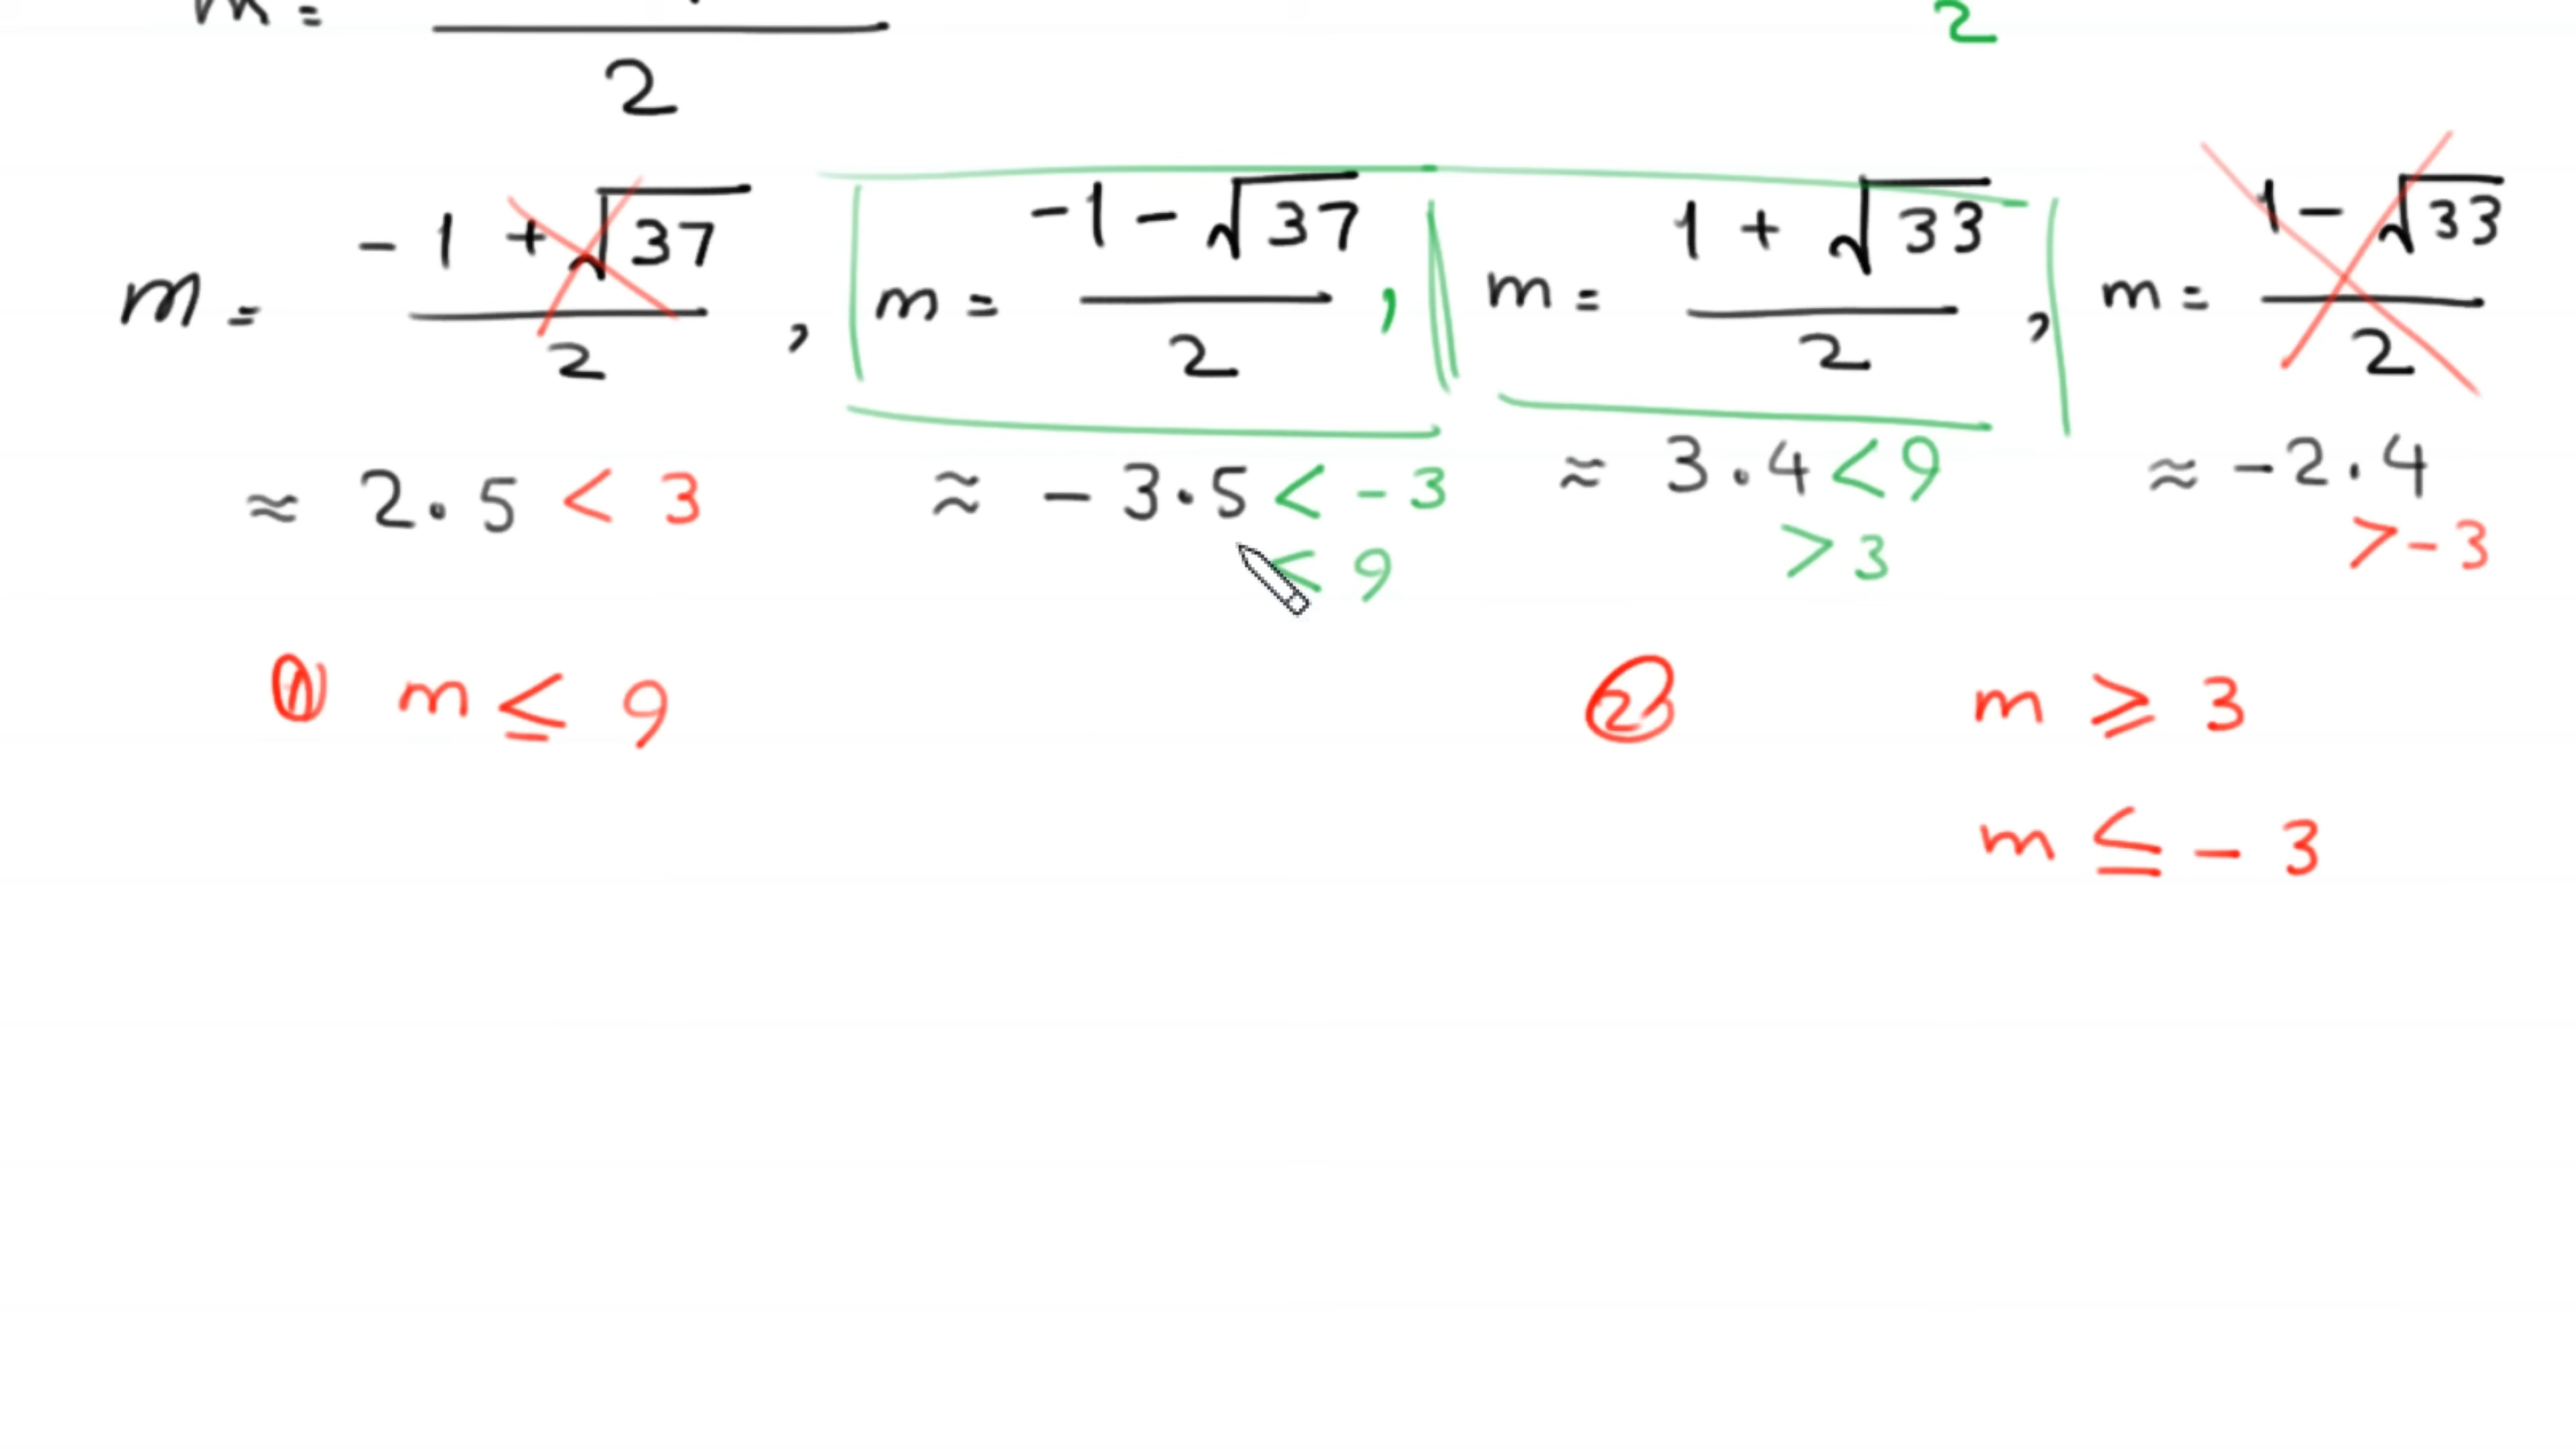 m =
2
2
m = (-1 + √37)/2 , m = (-1 - √37)/2 , m = (1 + √33)/2 , m = (1 - √33)/2
≈ 2.5 < 3 ≈ -3.5 < -3 ≈ 3.4 < 9 ≈ -2.4
< 9 > 3 > -3
① m ≤ 9 ② m ≥ 3
m ≤ -3